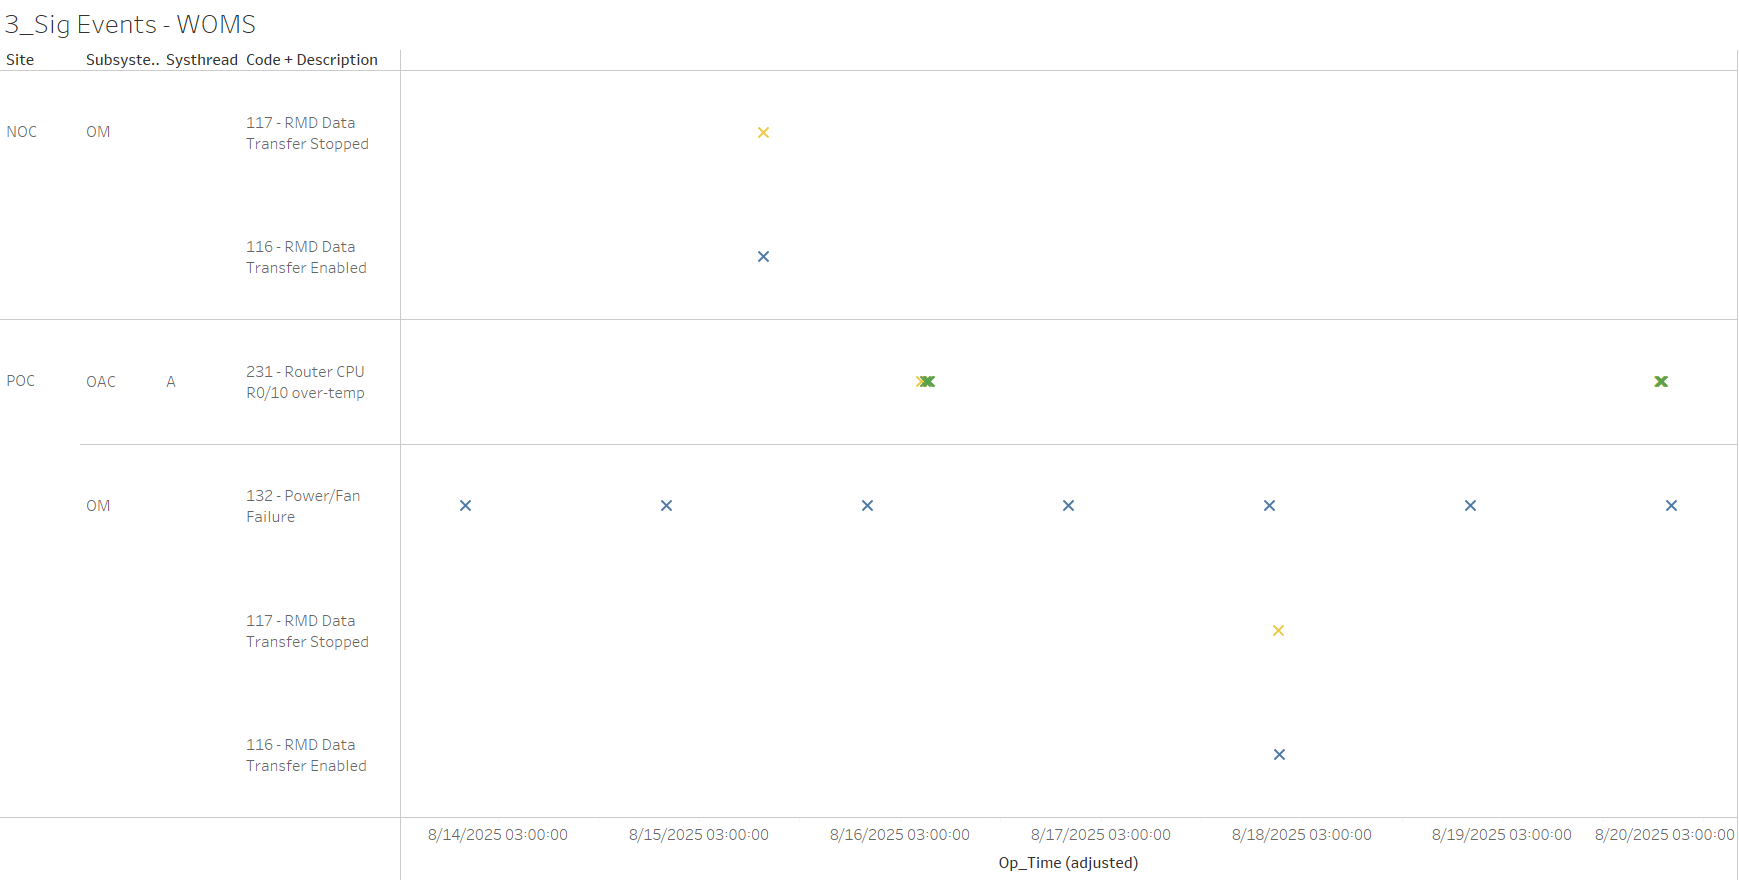 3_Sig Events - WOMS
Site Subsyste.. Systhread Code + Description
NOC OM 117 - RMD Data
Transfer Stopped
116 - RMD Data
Transfer Enabled
POC OAC A 231 - Router CPU
R0/10 over-temp
OM 132 - Power/Fan
Failure
117 - RMD Data
Transfer Stopped
116 - RMD Data
Transfer Enabled
8/14/2025 03:00:00 8/15/2025 03:00:00 8/16/2025 03:00:00 8/17/2025 03:00:00 8/18/2025 03:00:00 8/19/2025 03:00:00 8/20/2025 03:00:00
Op_Time (adjusted)